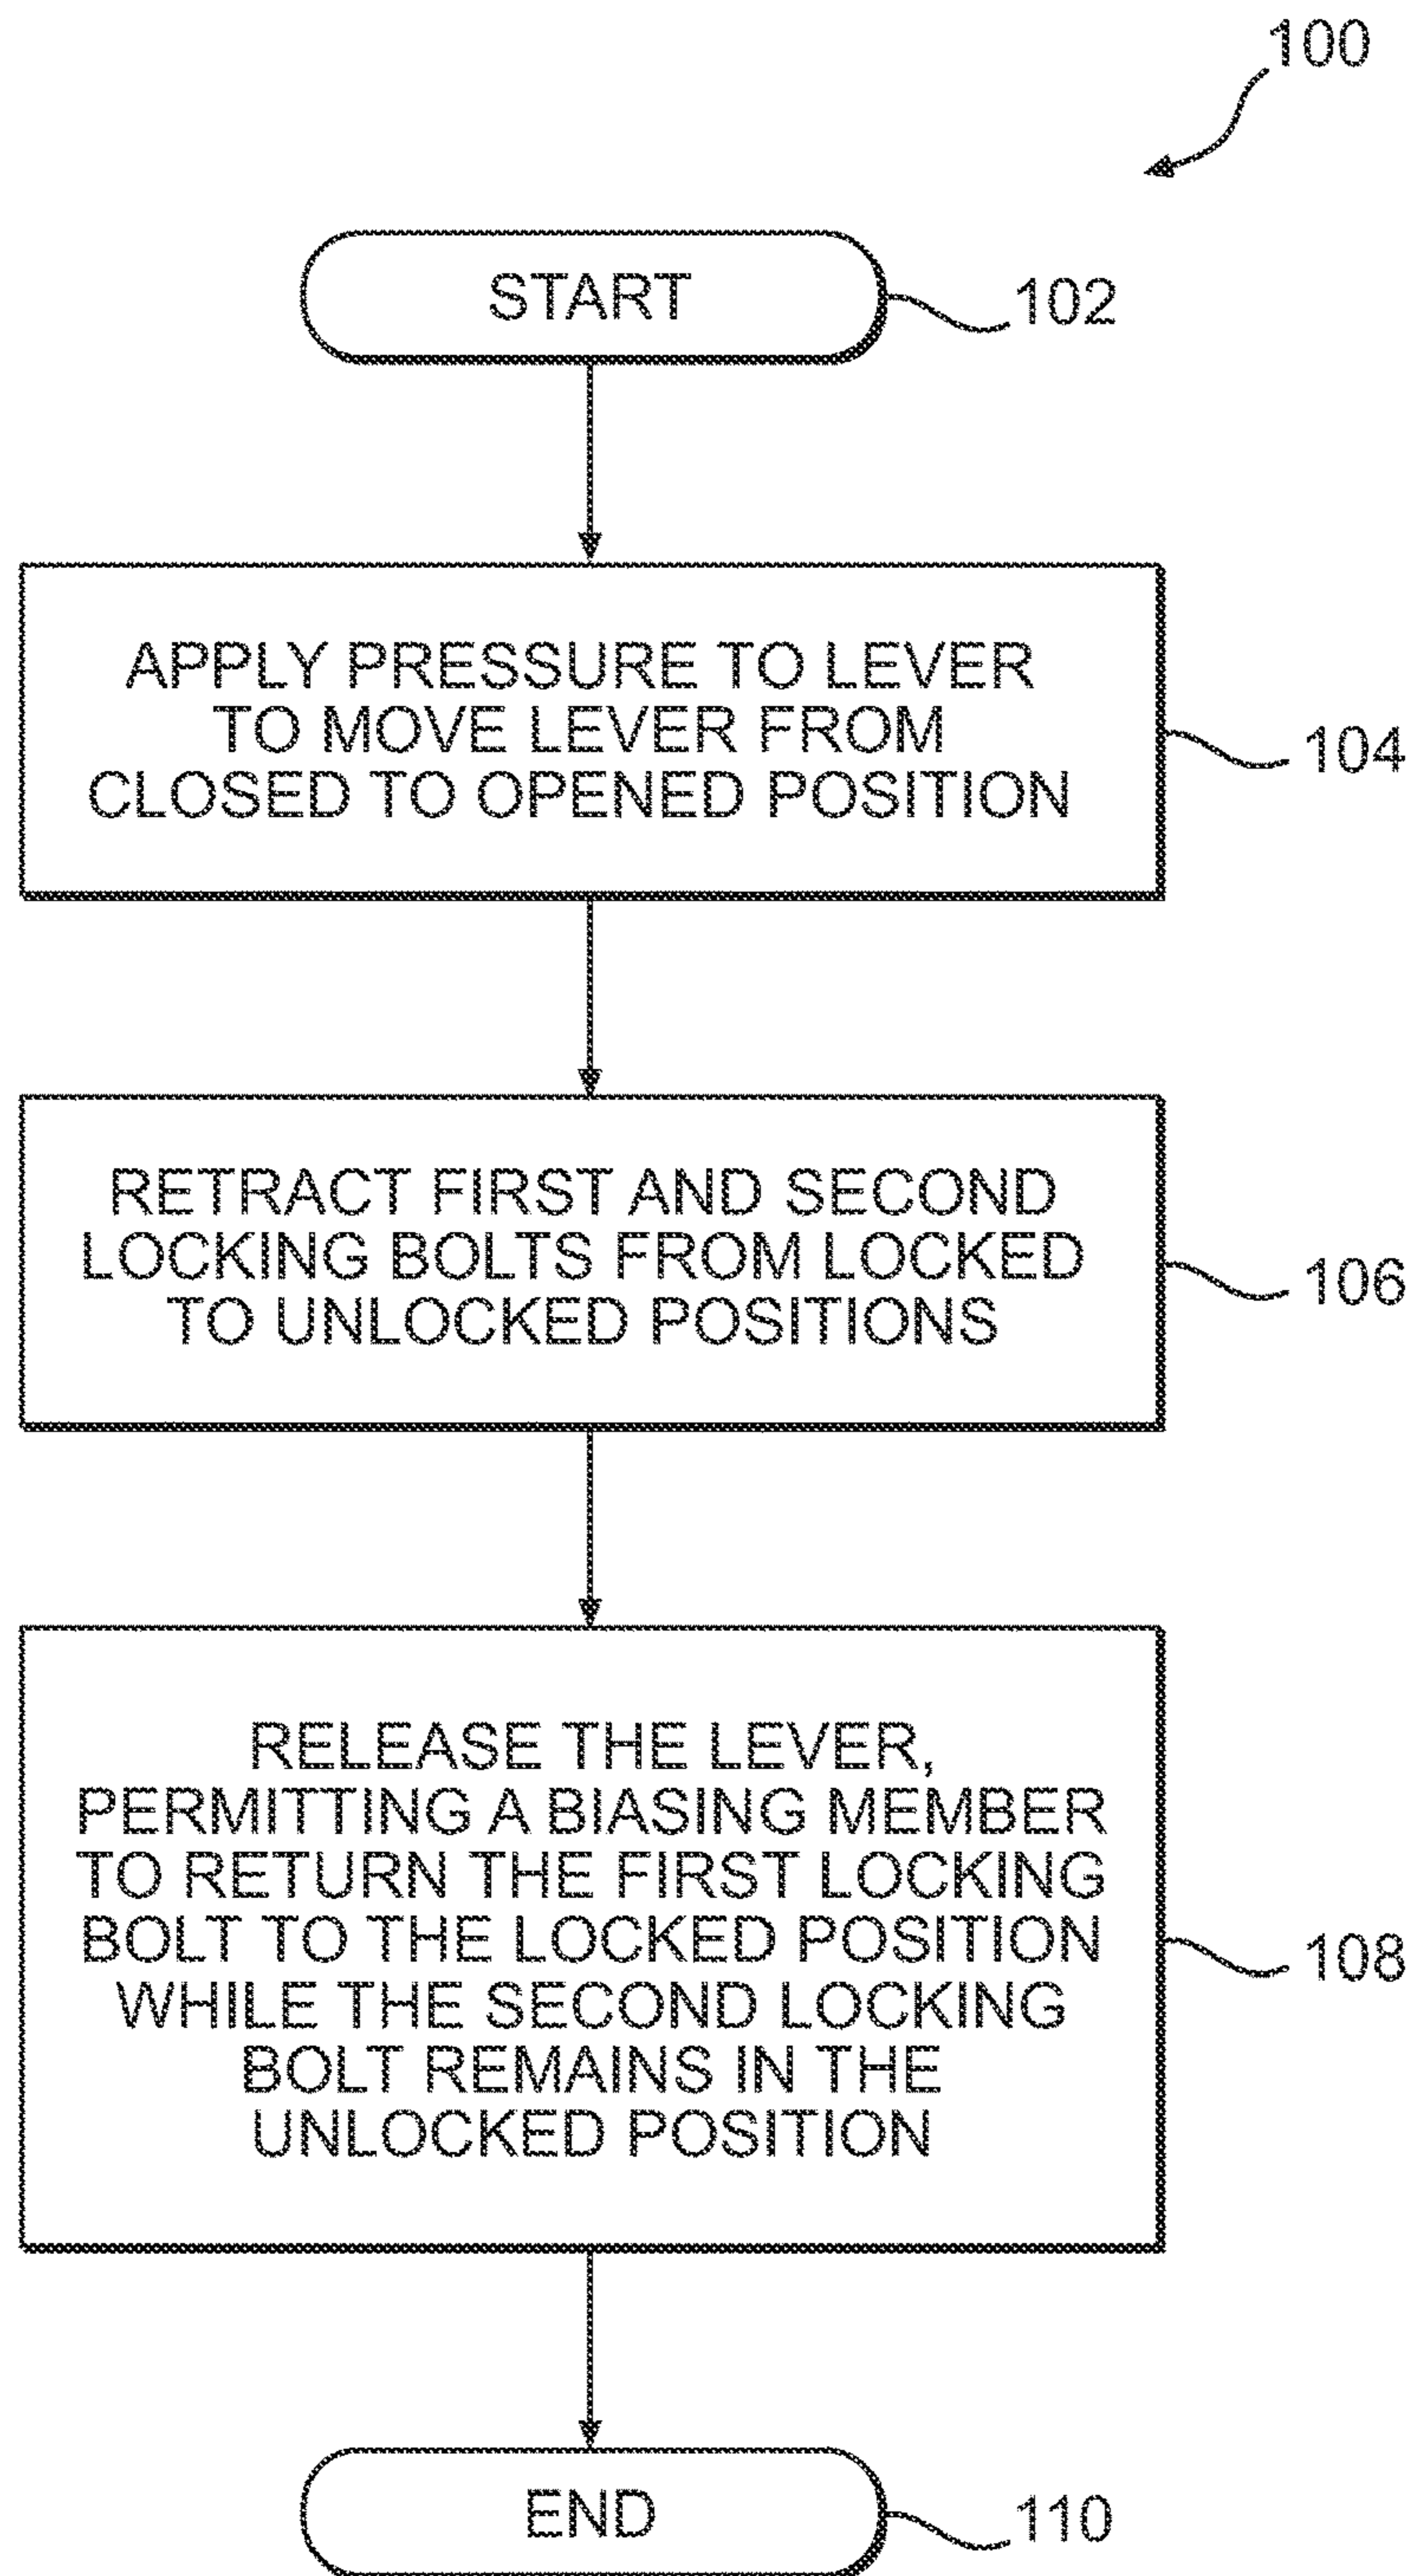 100
START
102
APPLY PRESSURE TO LEVER
TO MOVE LEVER FROM
CLOSED TO OPENED POSITION
104
RETRACT FIRST AND SECOND
LOCKING BOLTS FROM LOCKED
TO UNLOCKED POSITIONS
106
RELEASE THE LEVER,
PERMITTING A BIASING MEMBER
TO RETURN THE FIRST LOCKING
BOLT TO THE LOCKED POSITION
WHILE THE SECOND LOCKING
BOLT REMAINS IN THE
UNLOCKED POSITION
108
END
110